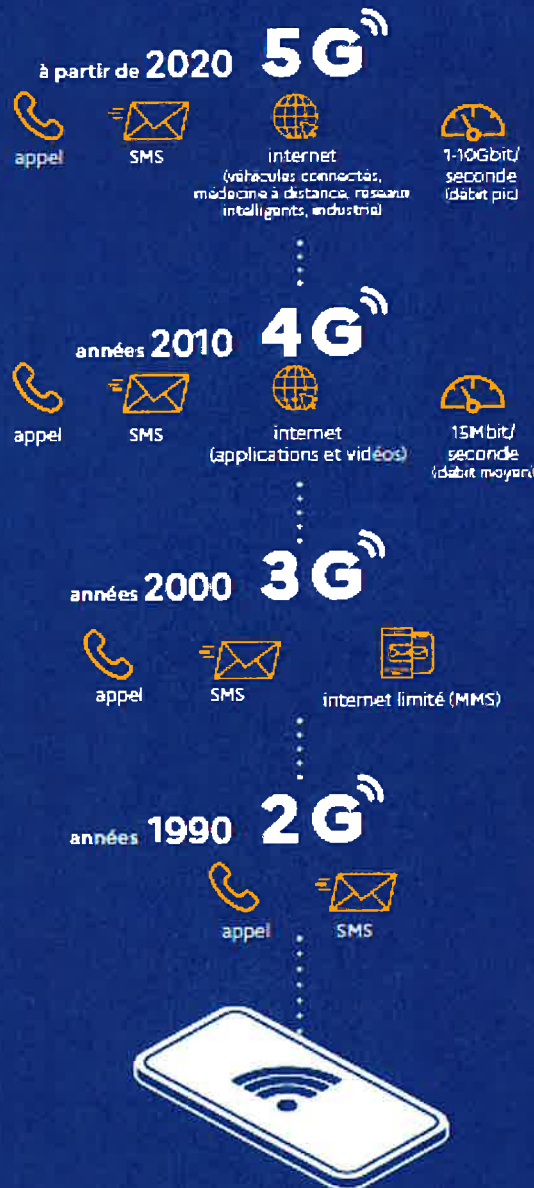 à partir de 2020 5G
appel
SMS
internet
(véhicules connectés,
médecine à distance, réseaux
intelligents, industrie)
1-10Gbit/
seconde
(débit pic)
années 2010 4G
appel
SMS
internet
(applications et vidéos)
15Mbit/
seconde
(débit moyen)
années 2000 3G
appel
SMS
internet limité (MMS)
années 1990 2G
appel
SMS